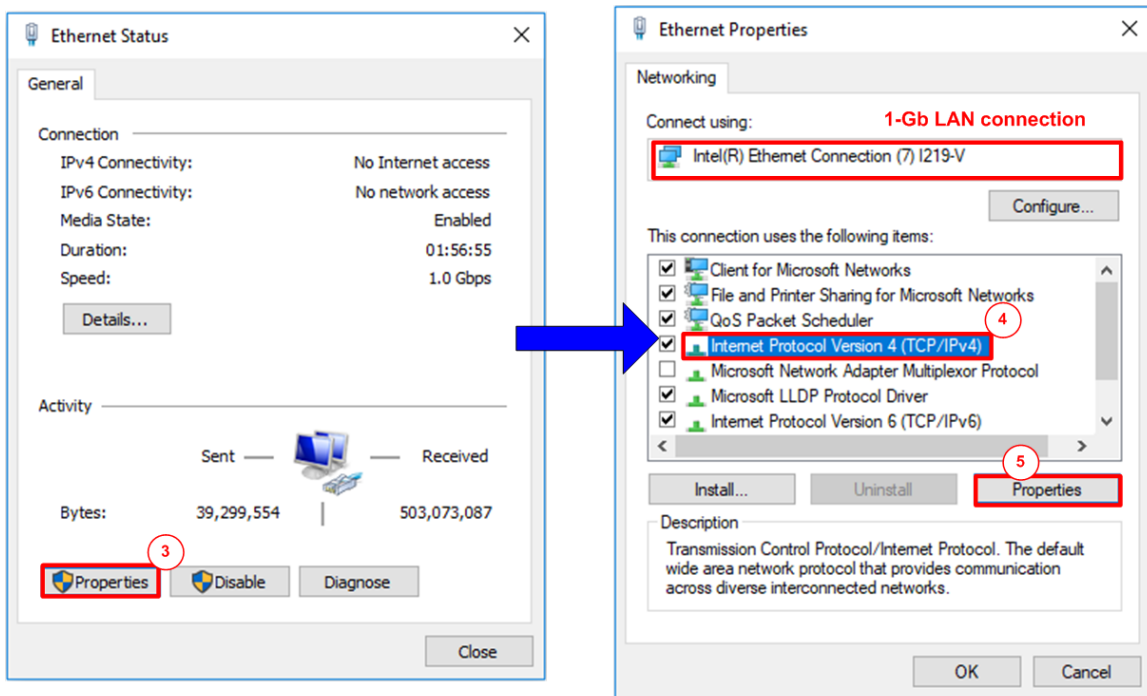 Ethernet Status
General
Connection
IPv4 Connectivity: No Internet access
IPv6 Connectivity: No network access
Media State: Enabled
Duration: 01:56:55
Speed: 1.0 Gbps
Details...
Activity
Sent Received
Bytes: 39,299,554 503,073,087
3
Properties Disable Diagnose
Close
Ethernet Properties
Networking
Connect using:
1-Gb LAN connection
Intel(R) Ethernet Connection (7) I219-V
Configure...
This connection uses the following items:
Client for Microsoft Networks
File and Printer Sharing for Microsoft Networks
QoS Packet Scheduler
4
Internet Protocol Version 4 (TCP/IPv4)
Microsoft Network Adapter Multiplexor Protocol
Microsoft LLDP Protocol Driver
Internet Protocol Version 6 (TCP/IPv6)
5
Install... Uninstall Properties
Description
Transmission Control Protocol/Internet Protocol. The default
wide area network protocol that provides communication
across diverse interconnected networks.
OK Cancel